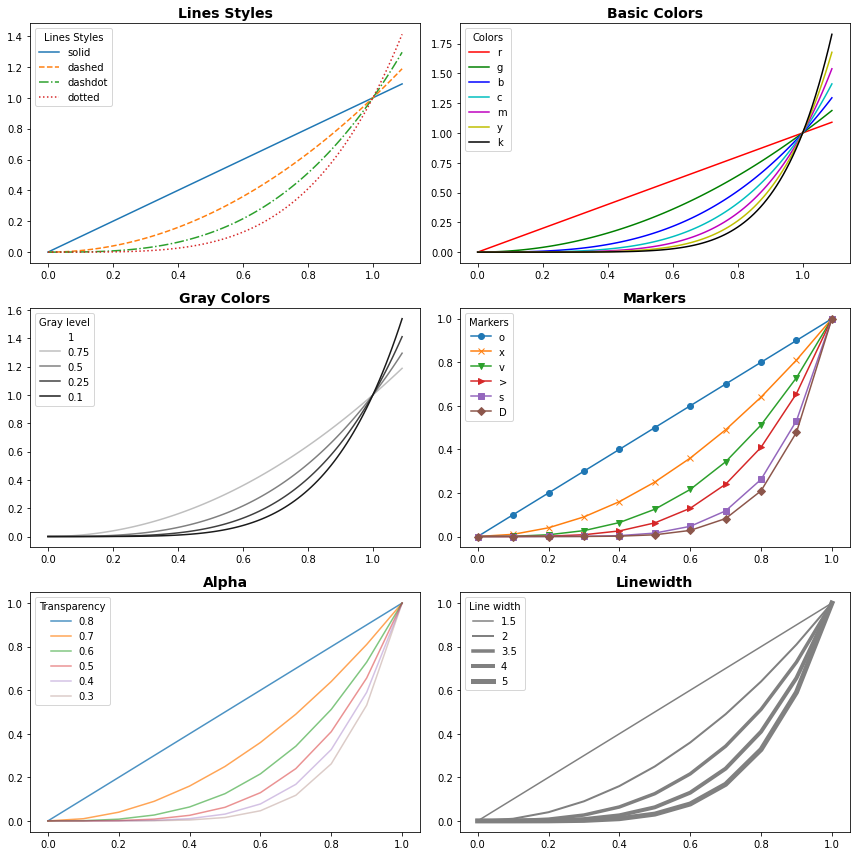 Lines Styles
Lines Styles
solid
dashed
dashdot
dotted
1.4
1.2
1.0
0.8
0.6
0.4
0.2
0.0
0.0 0.2 0.4 0.6 0.8 1.0
Basic Colors
Colors
r
g
b
c
m
y
k
1.75
1.50
1.25
1.00
0.75
0.50
0.25
0.00
0.0 0.2 0.4 0.6 0.8 1.0
Gray Colors
Gray level
1
0.75
0.5
0.25
0.1
1.6
1.4
1.2
1.0
0.8
0.6
0.4
0.2
0.0
0.0 0.2 0.4 0.6 0.8 1.0
Markers
Markers
o
x
v
>
s
D
1.0
0.8
0.6
0.4
0.2
0.0
0.0 0.2 0.4 0.6 0.8 1.0
Alpha
Transparency
0.8
0.7
0.6
0.5
0.4
0.3
1.0
0.8
0.6
0.4
0.2
0.0
0.0 0.2 0.4 0.6 0.8 1.0
Linewidth
Line width
1.5
2
3.5
4
5
1.0
0.8
0.6
0.4
0.2
0.0
0.0 0.2 0.4 0.6 0.8 1.0